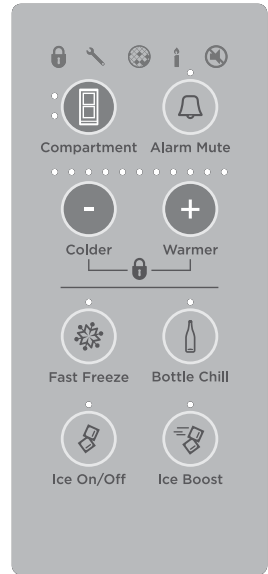 Compartment Alarm Mute
- +
Colder Warmer
Fast Freeze Bottle Chill
Ice On/Off Ice Boost